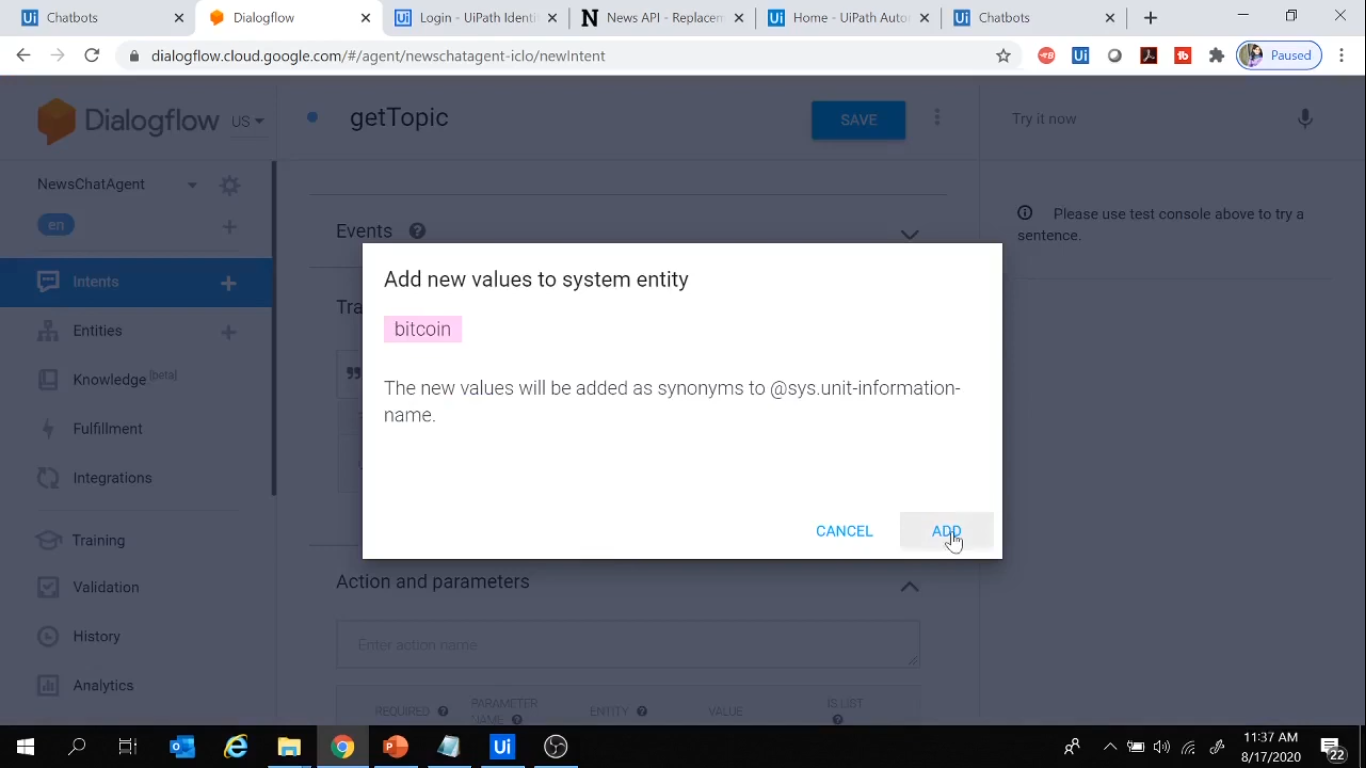 Chatbots
Dialogflow
Login - UiPath Identi
News API - Replacem
Home - UiPath Auto
Chatbots
dialogflow.cloud.google.com/#/agent/newschatagent-iclo/newIntent
Paused
Dialogflow
US
getTopic
SAVE
Try it now
NewsChatAgent
en
Please use test console above to try a
sentence.
Events
Intents
Add new values to system entity
Tra
bitcoin
Entities
Knowledge [beta]
The new values will be added as synonyms to @sys.unit-information-
name.
Fulfillment
Integrations
CANCEL
ADD
Training
Action and parameters
Validation
History
Enter action name
Analytics
REQUIRED
PARAMETER
NAME
ENTITY
VALUE
IS LIST
11:37 AM
8/17/2020
22